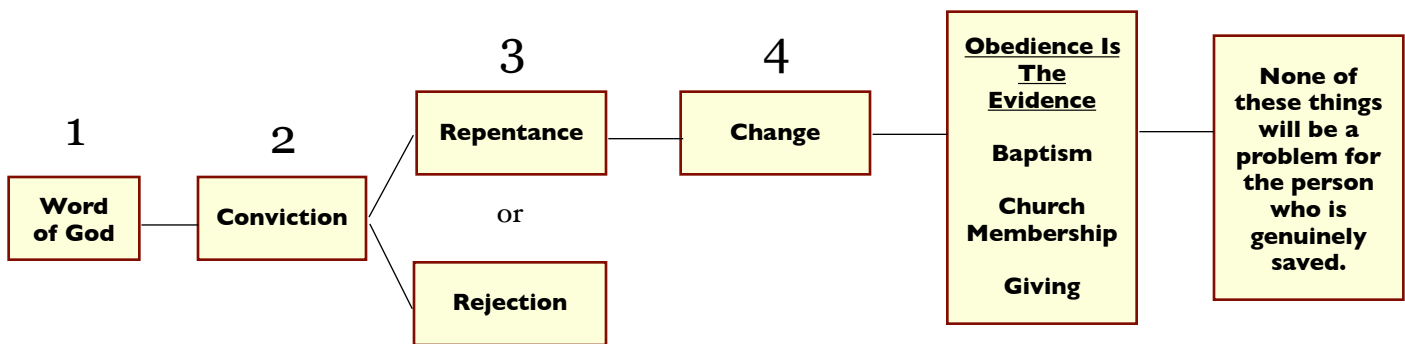 1
Word
of God
2
Conviction
3
Repentance
or
Rejection
4
Change
Obedience Is
The
Evidence
Baptism
Church
Membership
Giving
None of
these things
will be a
problem for
the person
who is
genuinely
saved.